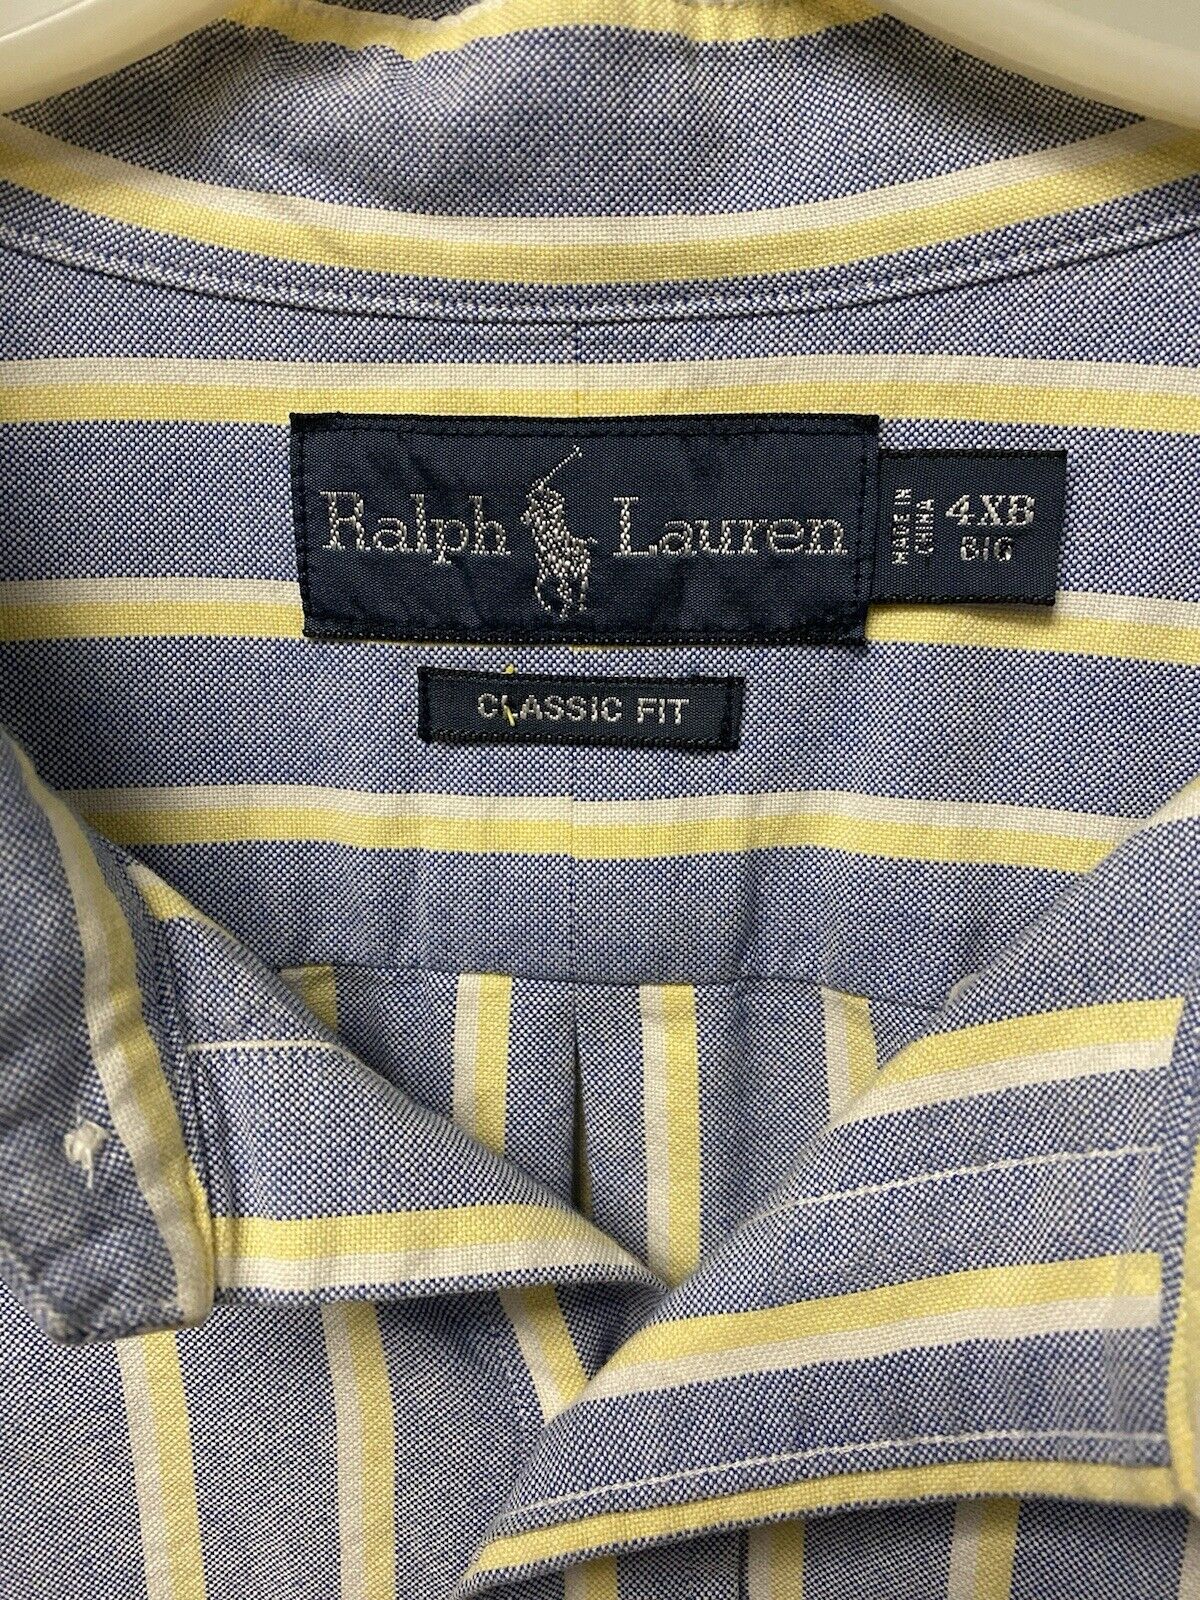 Ralph Lauren
MADE IN
CHINA
4XB
BIG
CLASSIC FIT